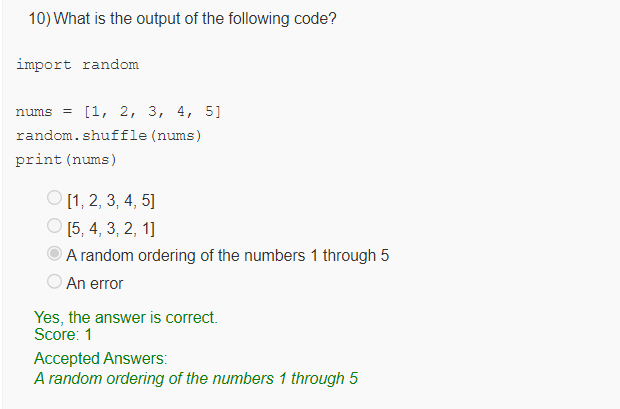 10) What is the output of the following code?
import random
nums = [1, 2, 3, 4, 5]
random.shuffle(nums)
print(nums)
[1, 2, 3, 4, 5]
[5, 4, 3, 2, 1]
A random ordering of the numbers 1 through 5
An error
Yes, the answer is correct.
Score: 1
Accepted Answers:
A random ordering of the numbers 1 through 5